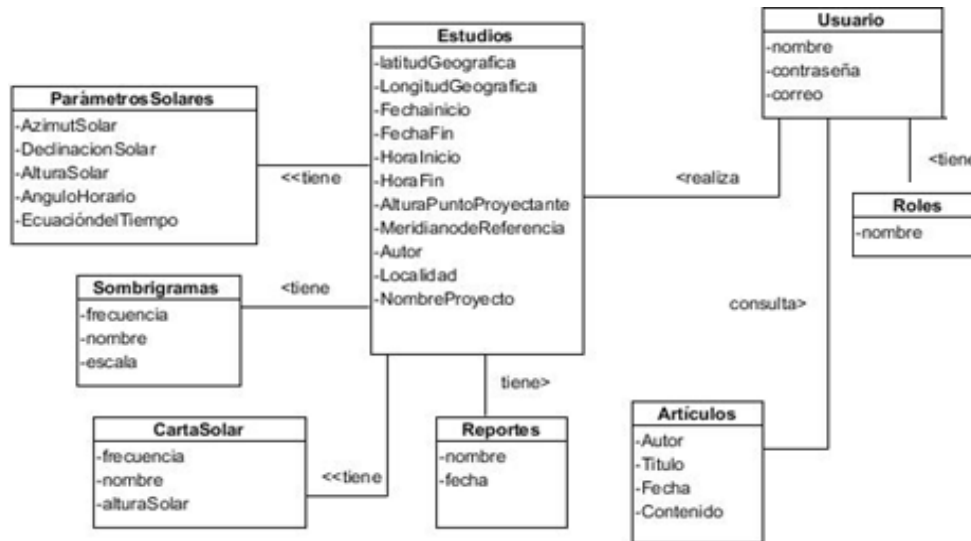 Estudios
-latitudGeografica
-LongitudGeografica
-Fechainicio
-FechaFin
-HoraInicio
-HoraFin
-AlturaPuntoProyectante
-MeridianodeReferencia
-Autor
-Localidad
-NombreProyecto
Usuario
-nombre
-contraseña
-correo
ParámetrosSolares
-AzimutSolar
-DeclinacionSolar
-AlturaSolar
-AnguloHorario
-EcuacióndelTiempo
<<tiene
<realiza
<tiene
Roles
-nombre
Sombrigramas
-frecuencia
-nombre
-escala
<tiene
consulta>
tiene>
CartaSolar
-frecuencia
-nombre
-alturaSolar
<<tiene
Reportes
-nombre
-fecha
Artículos
-Autor
-Titulo
-Fecha
-Contenido